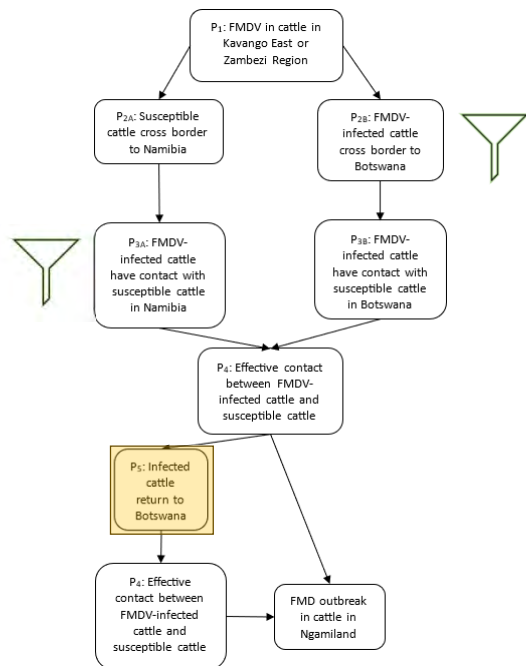 P₁: FMDV in cattle in
Kavango East or
Zambezi Region
P₂ₐ: Susceptible
cattle cross border
to Namibia
P₂B: FMDV-
infected cattle
cross border to
Botswana
P₃ₐ: FMDV-
infected cattle
have contact with
susceptible cattle
in Namibia
P₃B: FMDV-
infected cattle
have contact with
susceptible cattle
in Botswana
P₄: Effective contact
between FMDV-
infected cattle and
susceptible cattle
P₅: Infected
cattle
return to
Botswana
P₄: Effective
contact between
FMDV-infected
cattle and
susceptible cattle
FMD outbreak
in cattle in
Ngamiland